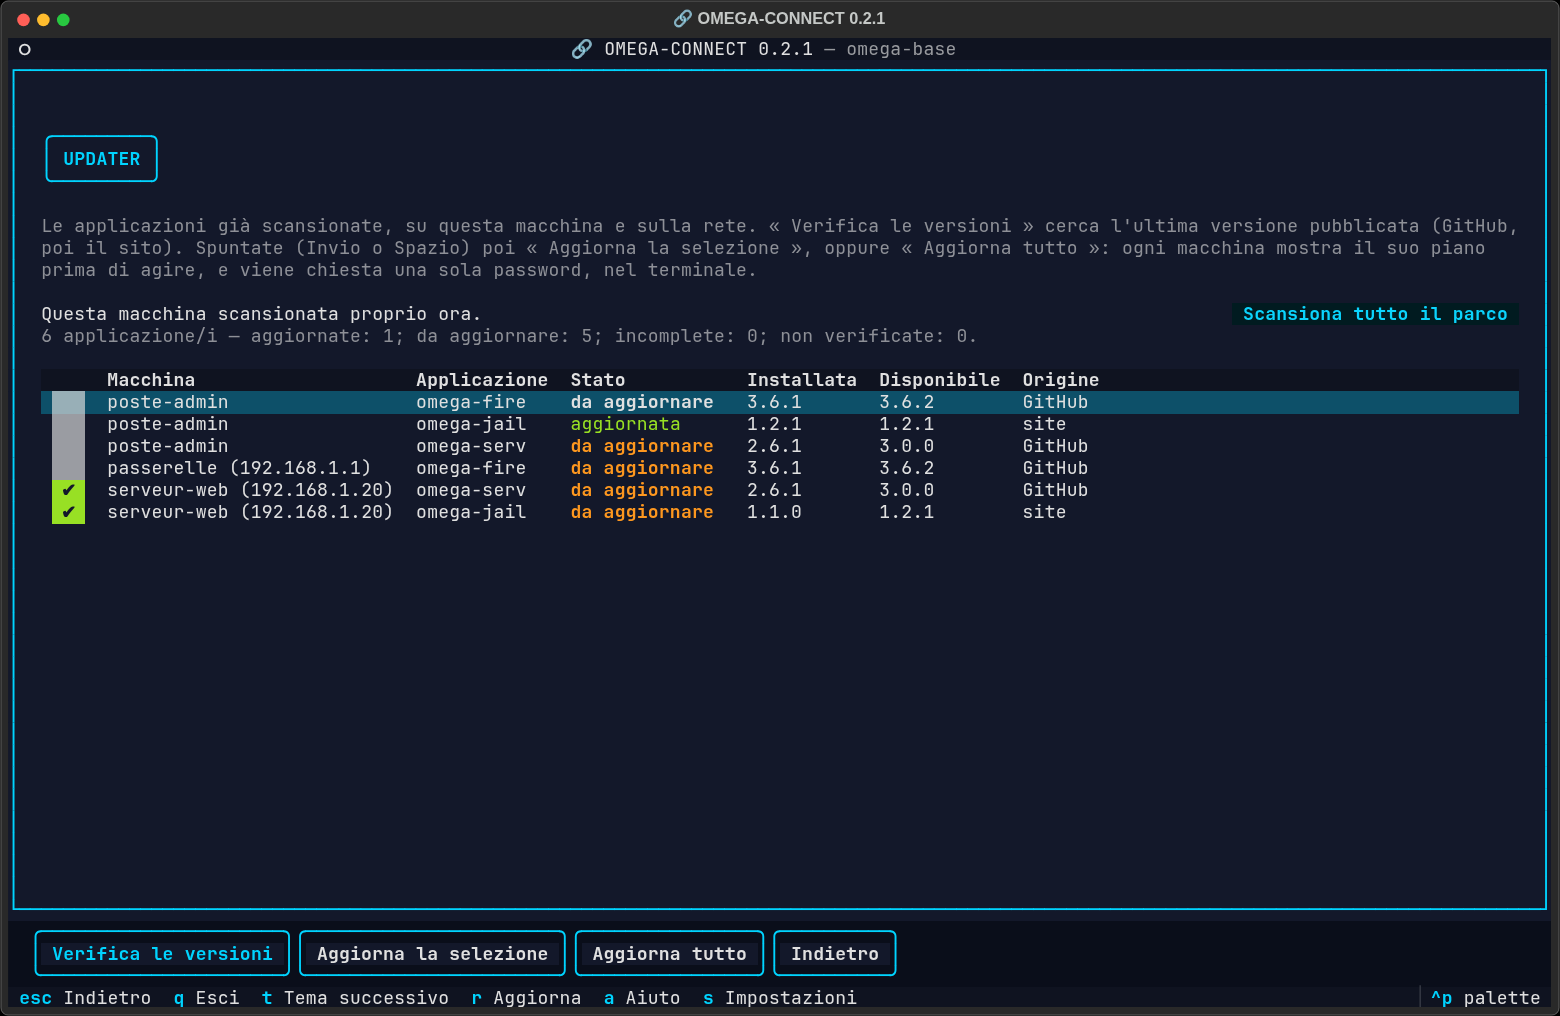 🔗 OMEGA-CONNECT 0.2.1
O 🔗 OMEGA-CONNECT 0.2.1 — omega-base
UPDATER
Le applicazioni già scansionate, su questa macchina e sulla rete. « Verifica le versioni » cerca l'ultima versione pubblicata (GitHub,
poi il sito). Spuntate (Invio o Spazio) poi « Aggiorna la selezione », oppure « Aggiorna tutto »: ogni macchina mostra il suo piano
prima di agire, e viene chiesta una sola password, nel terminale.
Questa macchina scansionata proprio ora. Scansiona tutto il parco
6 applicazione/i — aggiornate: 1; da aggiornare: 5; incomplete: 0; non verificate: 0.
Macchina Applicazione Stato Installata Disponibile Origine
poste-admin omega-fire da aggiornare 3.6.1 3.6.2 GitHub
poste-admin omega-jail aggiornata 1.2.1 1.2.1 site
poste-admin omega-serv da aggiornare 2.6.1 3.0.0 GitHub
passerelle (192.168.1.1) omega-fire da aggiornare 3.6.1 3.6.2 GitHub
✔ serveur-web (192.168.1.20) omega-serv da aggiornare 2.6.1 3.0.0 GitHub
✔ serveur-web (192.168.1.20) omega-jail da aggiornare 1.1.0 1.2.1 site
Verifica le versioni Aggiorna la selezione Aggiorna tutto Indietro
esc Indietro q Esci t Tema successivo r Aggiorna a Aiuto s Impostazioni ^p palette